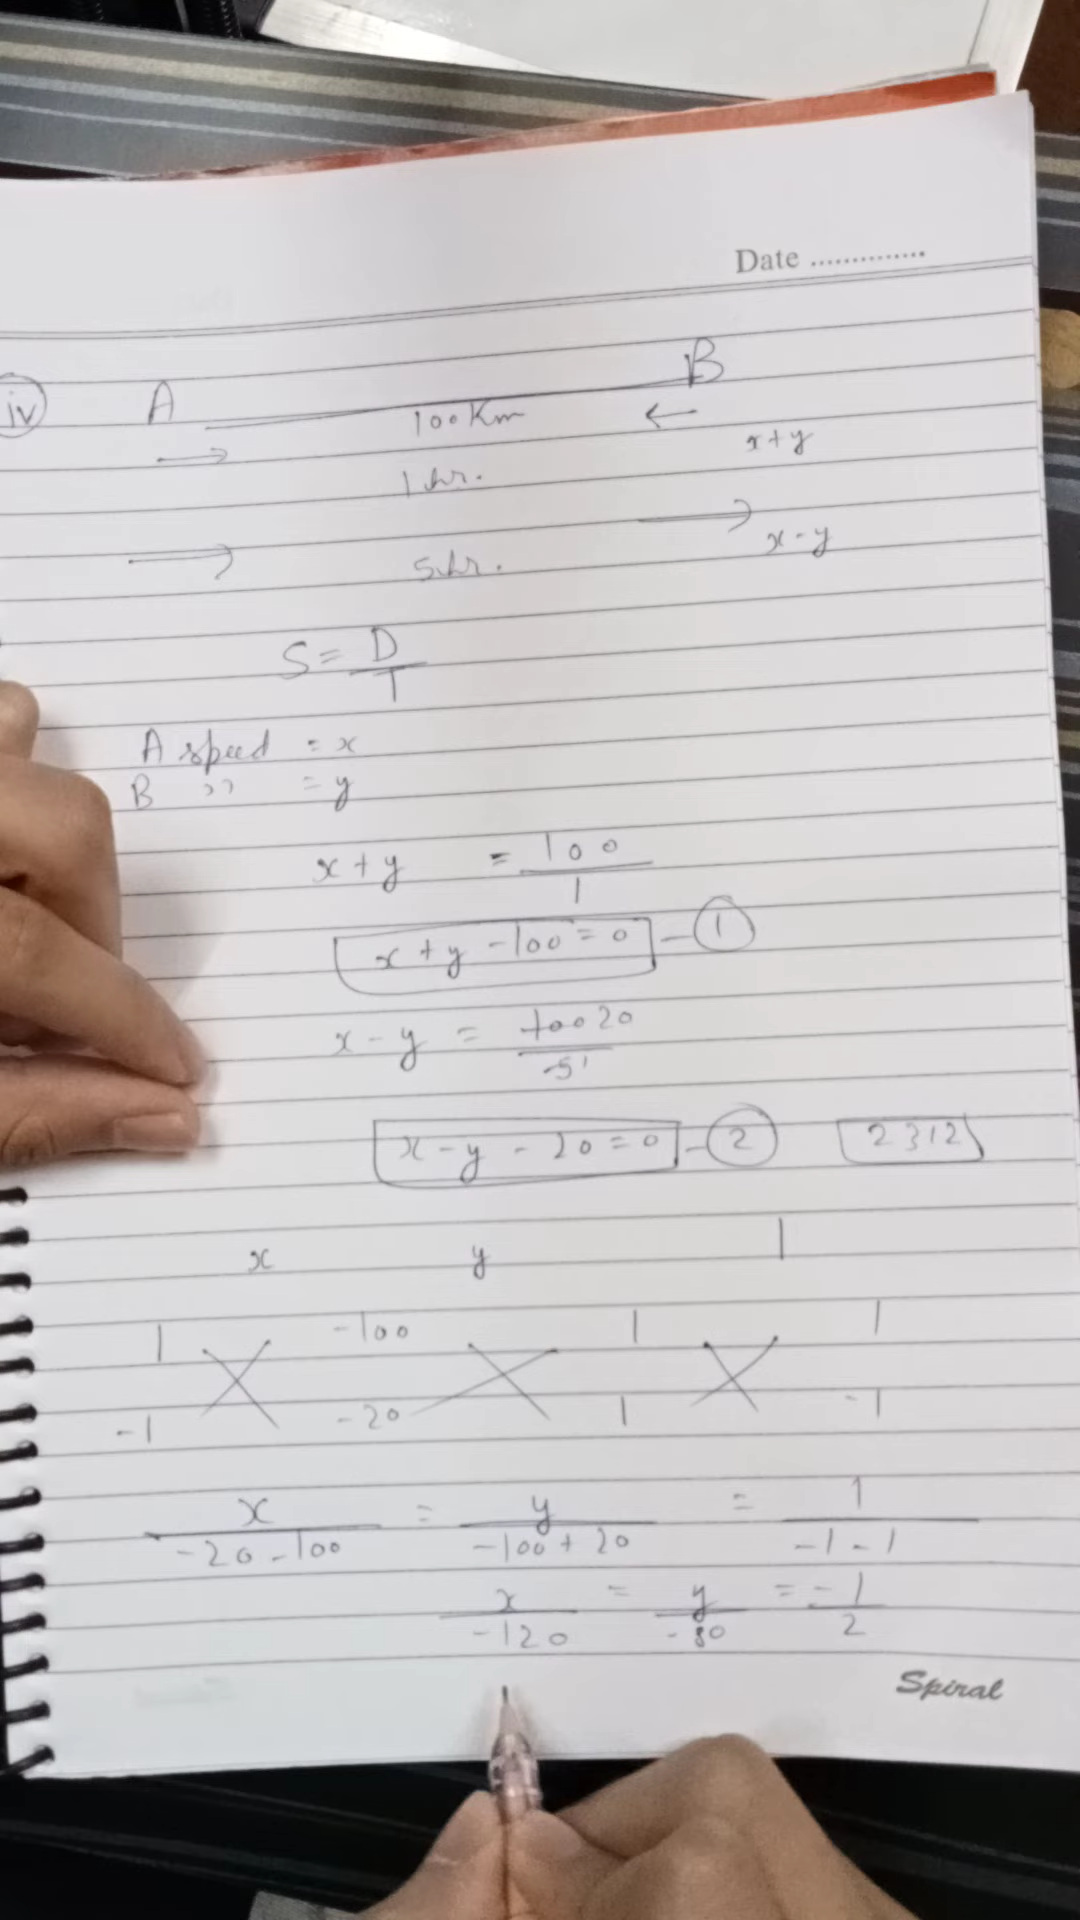 Date ..............
iv A B
100 Km
x+y
1 hr.
x-y
5hr.
S = D/T
A speed = x
B ,, = y
x + y = 100/1
x + y - 100 = 0 - 1
x - y = 100 20/5 1
x - y - 20 = 0 - 2 2312
x y 1
1 -100 1 1
-1 -20 1 -1
x/-20-100 = y/-100+20 = 1/-1-1
x/-120 = y/-80 = -1/2
Spiral